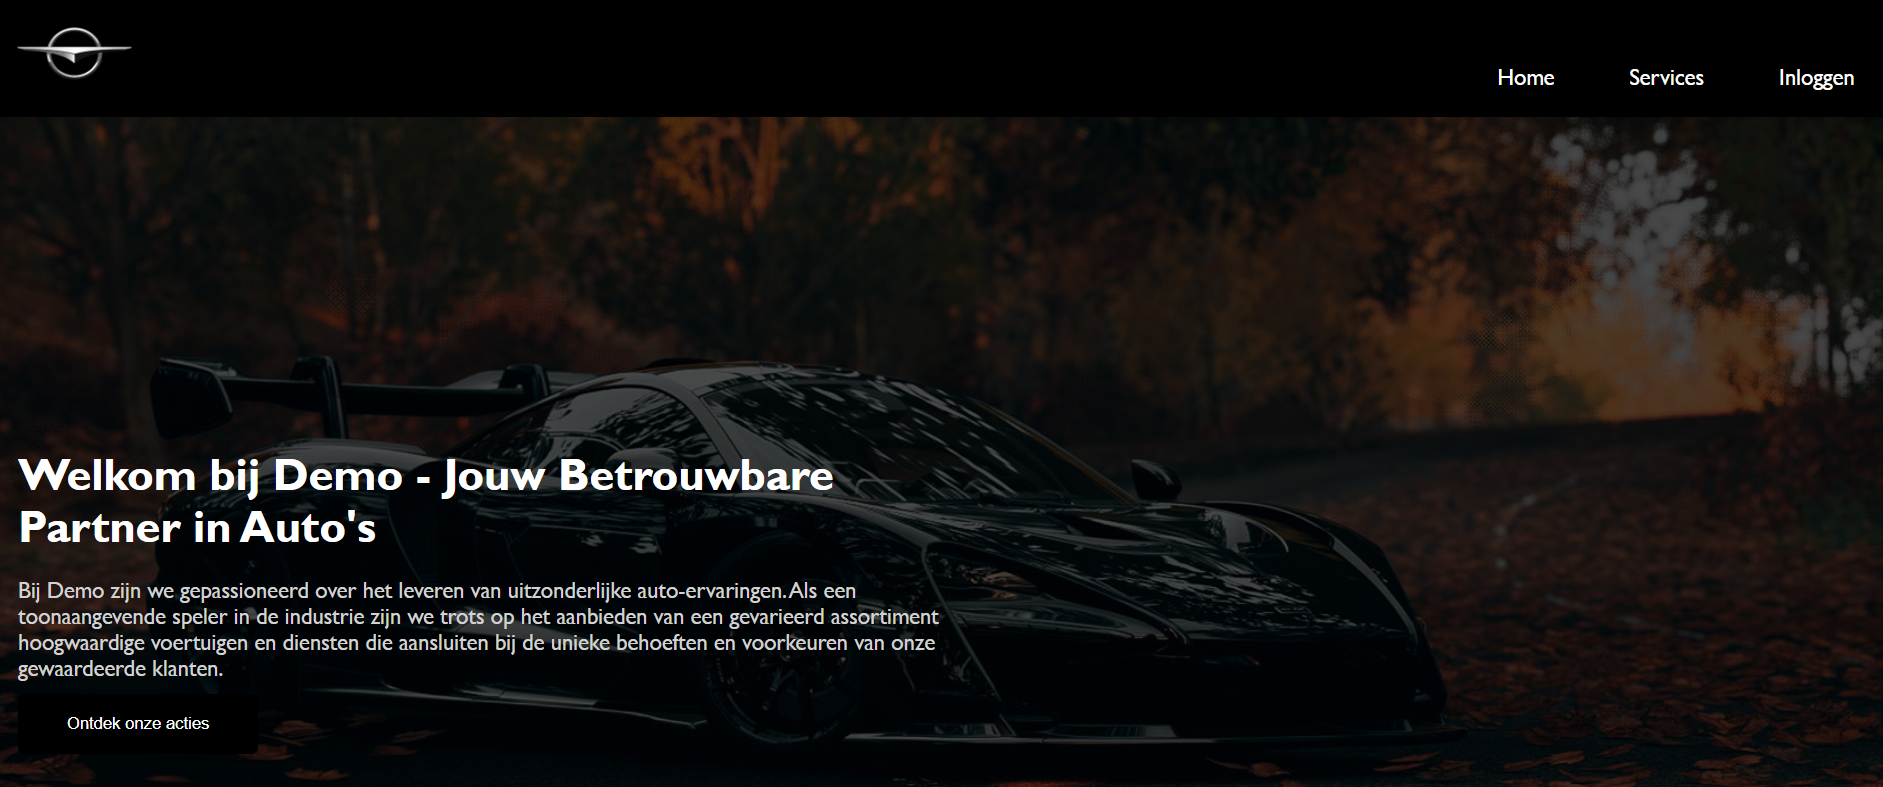 Home Services Inloggen
Welkom bij Demo - Jouw Betrouwbare
Partner in Auto's
Bij Demo zijn we gepassioneerd over het leveren van uitzonderlijke auto-ervaringen. Als een
toonaangevende speler in de industrie zijn we trots op het aanbieden van een gevarieerd assortiment
hoogwaardige voertuigen en diensten die aansluiten bij de unieke behoeften en voorkeuren van onze
gewaardeerde klanten.
Ontdek onze acties